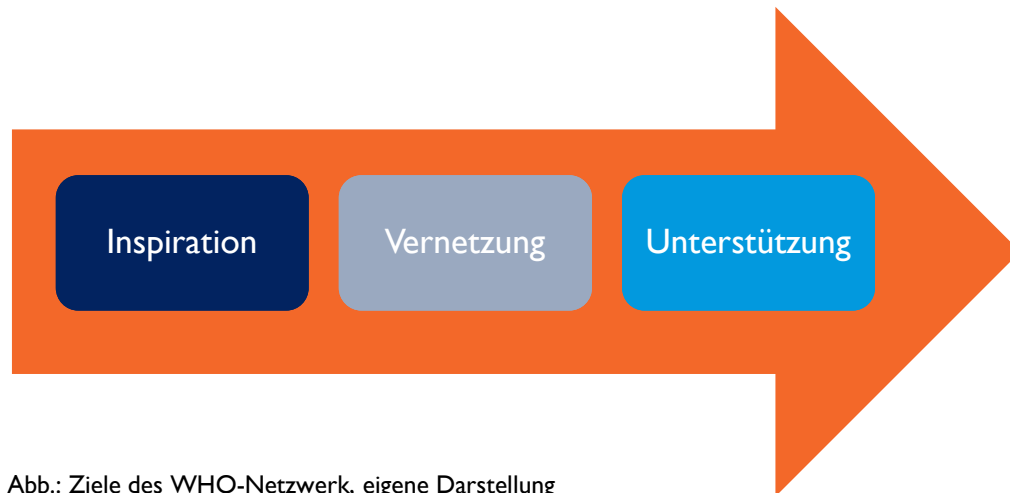 Inspiration
Vernetzung
Unterstützung
Abb.: Ziele des WHO-Netzwerk, eigene Darstellung